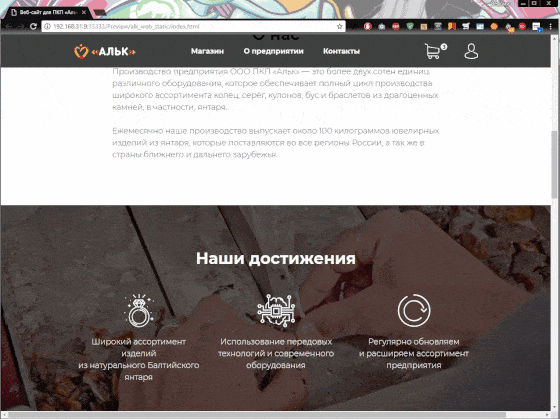 Веб-сайт для ПКП «Аль
192.168.31.9:33333/Preview/alk_web_static/index.html
О нас
«АЛЬК»
Магазин
О предприятии
Контакты
3
Производство предприятия ООО ПКП «Альк» — это более двух сотен единиц
различного оборудования, которое обеспечивает полный цикл производства
широкого ассортимента колец, серёг, кулонов, бус и браслетов из драгоценных
камней, в частности, янтаря.
Ежемесячно наше производство выпускает около 100 килограммов ювелирных
изделий из янтаря, которые поставляются во все регионы России, а так же в
страны ближнего и дальнего зарубежья.
Наши достижения
Широкий ассортимент
изделий
из натурального Балтийского
янтаря
Использование передовых
технологий и современного
оборудования
Регулярно обновляем
и расширяем ассортимент
предприятия